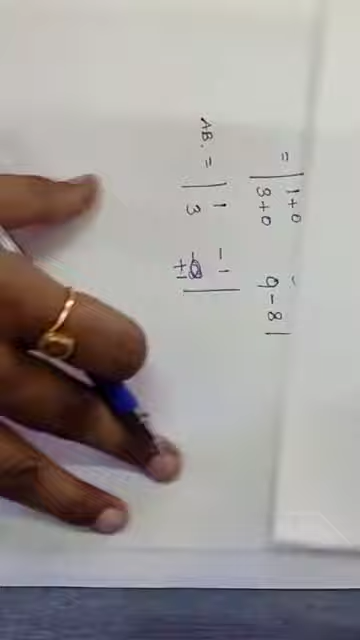 = | 1+0
3+0 9-8 |
AB. = | 1 -1 |
3
+1